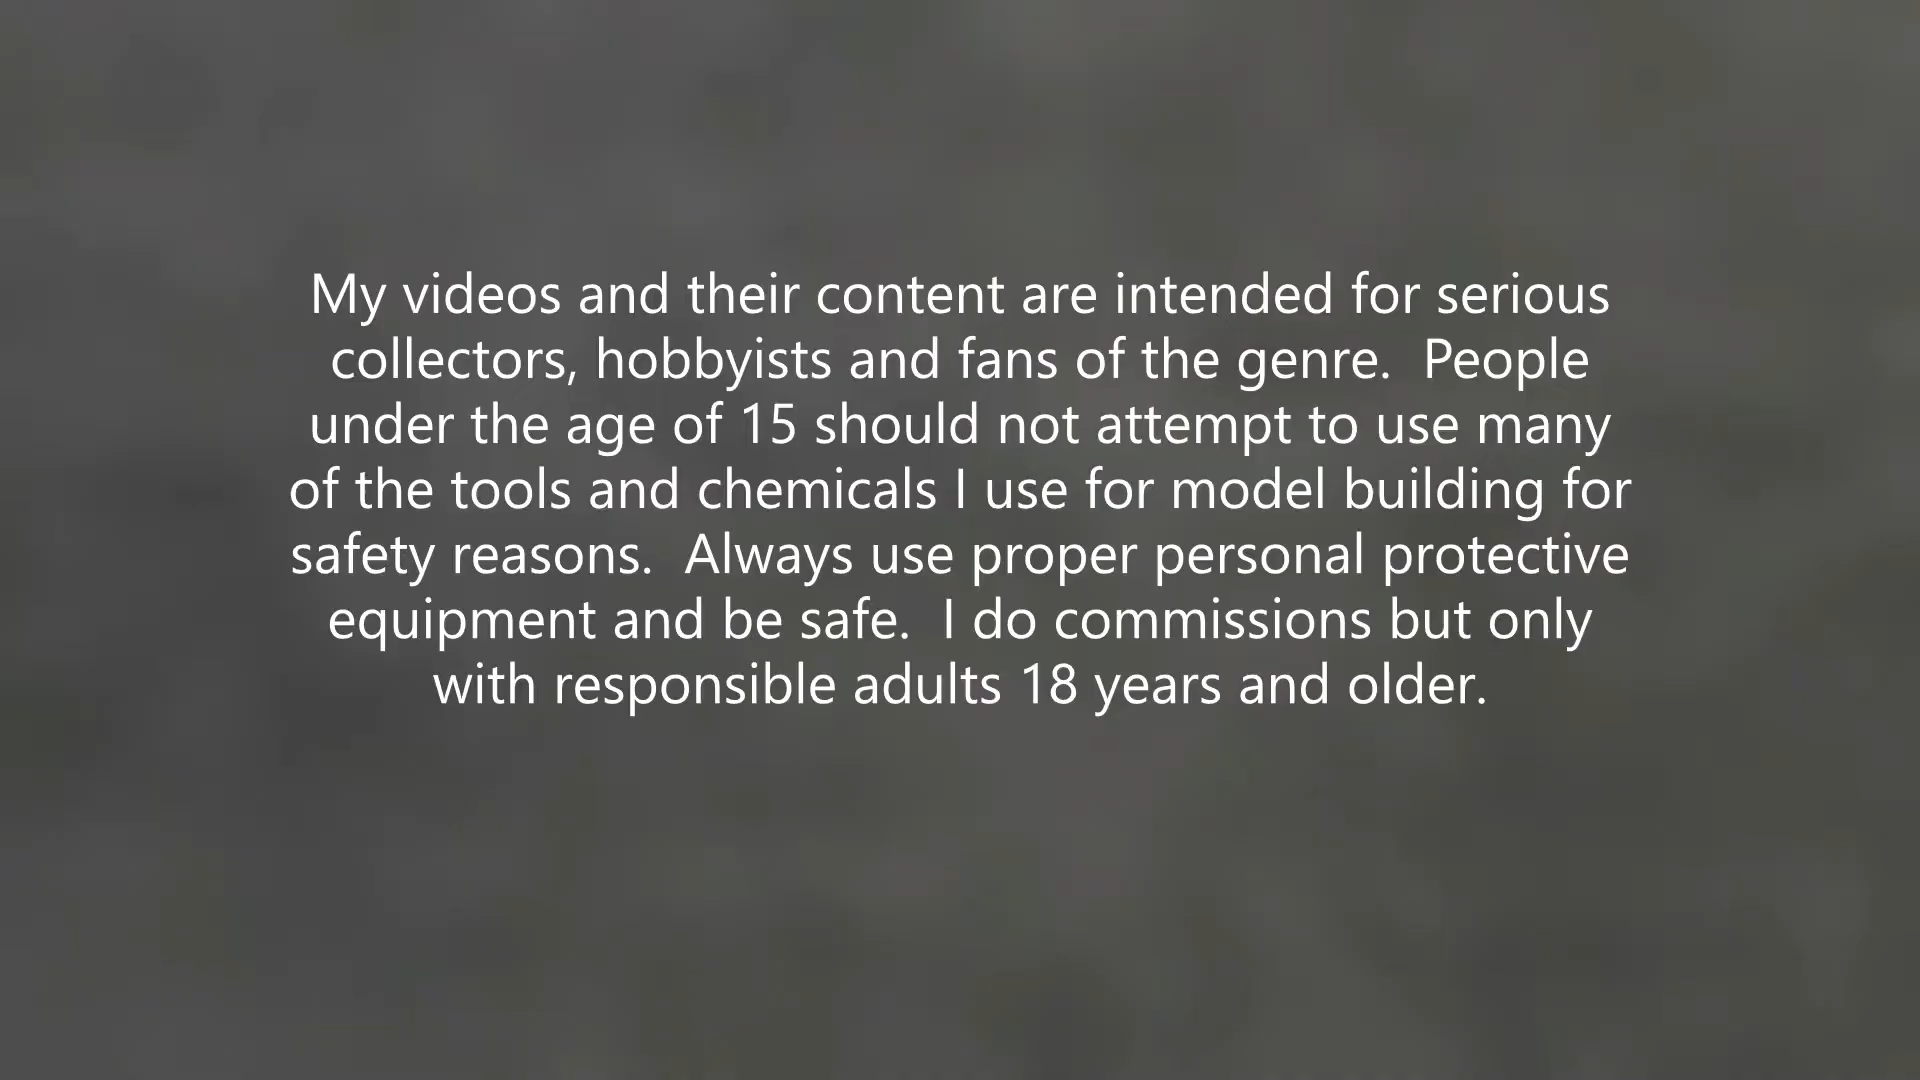 My videos and their content are intended for serious
collectors, hobbyists and fans of the genre.  People
under the age of 15 should not attempt to use many
of the tools and chemicals I use for model building for
safety reasons.  Always use proper personal protective
equipment and be safe.  I do commissions but only
with responsible adults 18 years and older.